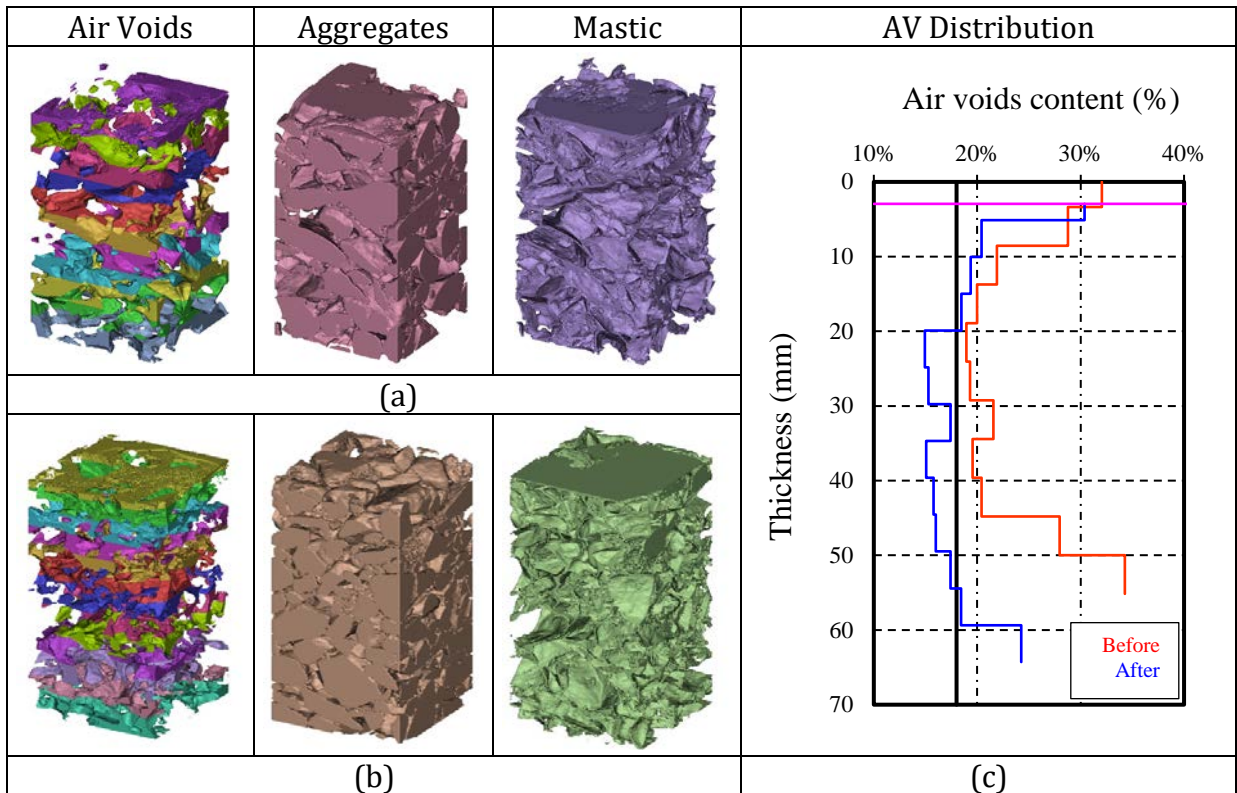 Air Voids
Aggregates
Mastic
AV Distribution
(a)
(b)
Air voids content (%)
10% 20% 30% 40%
Thickness (mm)
0
10
20
30
40
50
60
70
Before
After
(c)